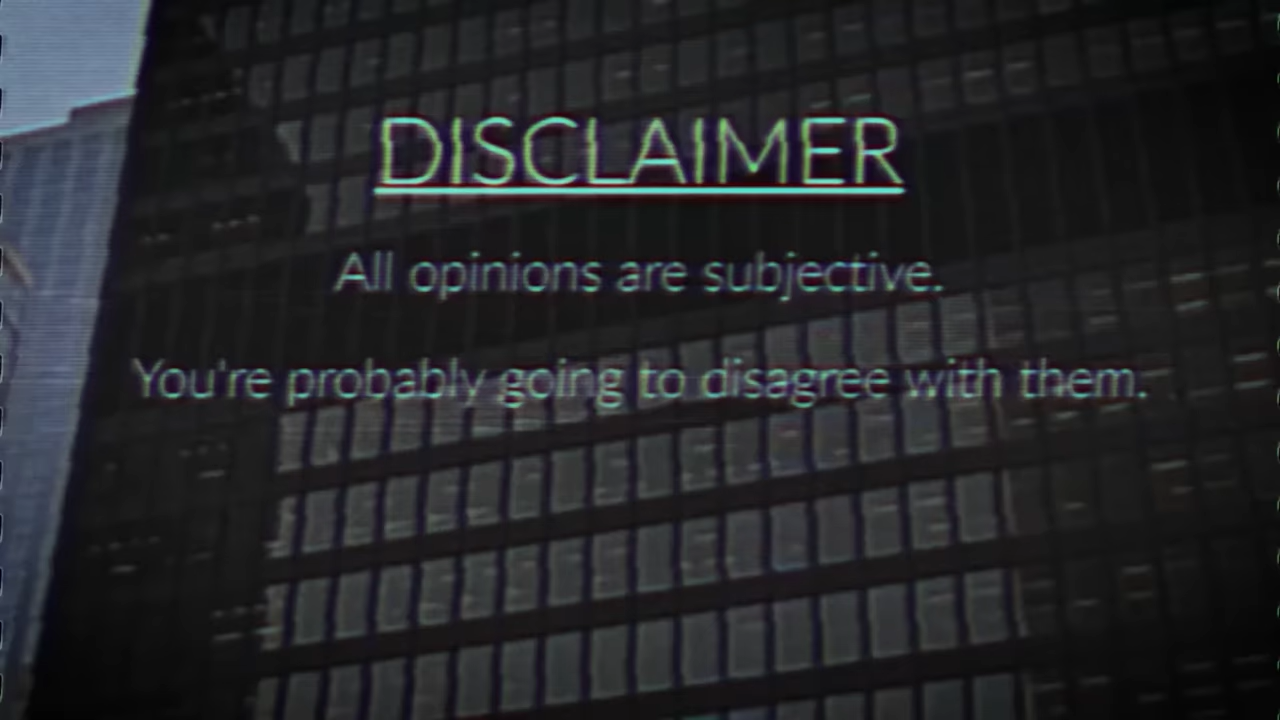 DISCLAIMER
All opinions are subjective.
You're probably going to disagree with them.